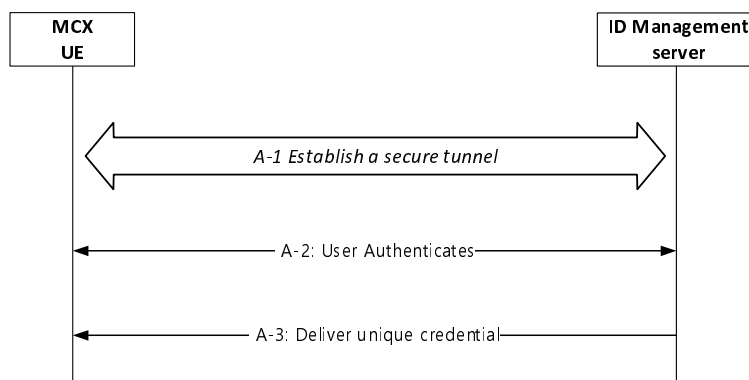 MCX
UE
ID Management
server
A-1 Establish a secure tunnel
A-2: User Authenticates
A-3: Deliver unique credential